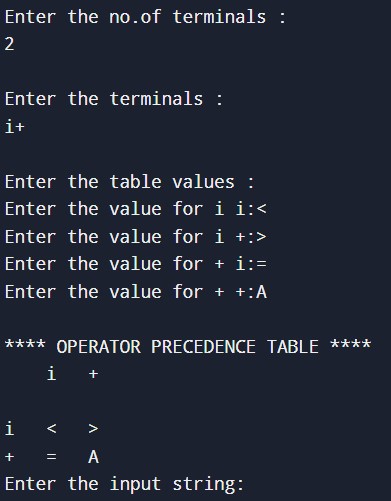 Enter the no.of terminals :
2
Enter the terminals :
i+
Enter the table values :
Enter the value for i i:<
Enter the value for i +:>
Enter the value for + i:=
Enter the value for + +:A
**** OPERATOR PRECEDENCE TABLE ****
i +
i < >
+ = A
Enter the input string: